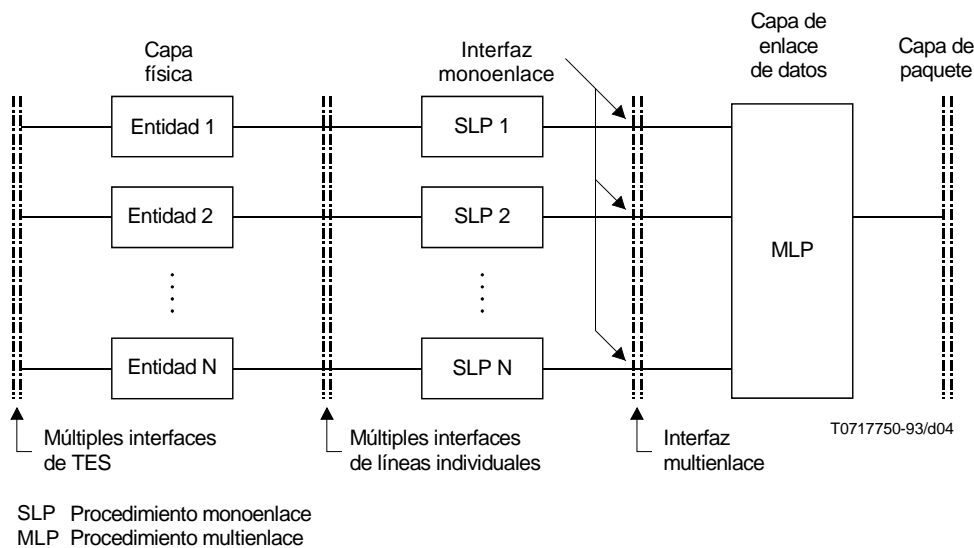 Capa
física
Interfaz
monoenlace
Capa de
enlace
de datos
Capa de
paquete
Entidad 1
SLP 1
Entidad 2
SLP 2
MLP
Entidad N
SLP N
T0717750-93/d04
Múltiples interfaces
de TES
Múltiples interfaces
de líneas individuales
Interfaz
multienlace
SLP Procedimiento monoenlace
MLP Procedimiento multienlace